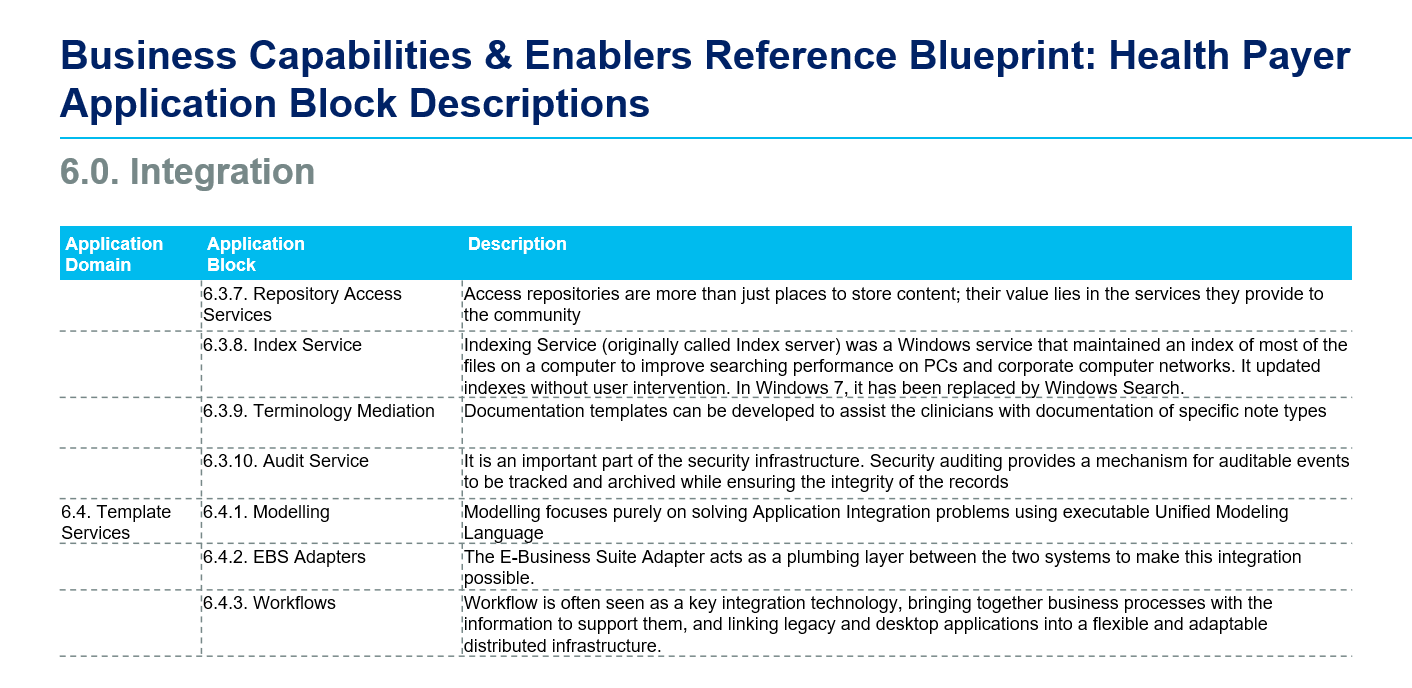 Business Capabilities & Enablers Reference Blueprint: Health Payer
Application Block Descriptions
6.0. Integration
Application
Domain
Application
Block
Description
6.3.7. Repository Access
Services
Access repositories are more than just places to store content; their value lies in the services they provide to
the community
6.3.8. Index Service
Indexing Service (originally called Index server) was a Windows service that maintained an index of most of the
files on a computer to improve searching performance on PCs and corporate computer networks. It updated
indexes without user intervention. In Windows 7, it has been replaced by Windows Search.
6.3.9. Terminology Mediation
Documentation templates can be developed to assist the clinicians with documentation of specific note types
6.3.10. Audit Service
It is an important part of the security infrastructure. Security auditing provides a mechanism for auditable events
to be tracked and archived while ensuring the integrity of the records
6.4. Template
Services
6.4.1. Modelling
Modelling focuses purely on solving Application Integration problems using executable Unified Modeling
Language
6.4.2. EBS Adapters
The E-Business Suite Adapter acts as a plumbing layer between the two systems to make this integration
possible.
6.4.3. Workflows
Workflow is often seen as a key integration technology, bringing together business processes with the
information to support them, and linking legacy and desktop applications into a flexible and adaptable
distributed infrastructure.